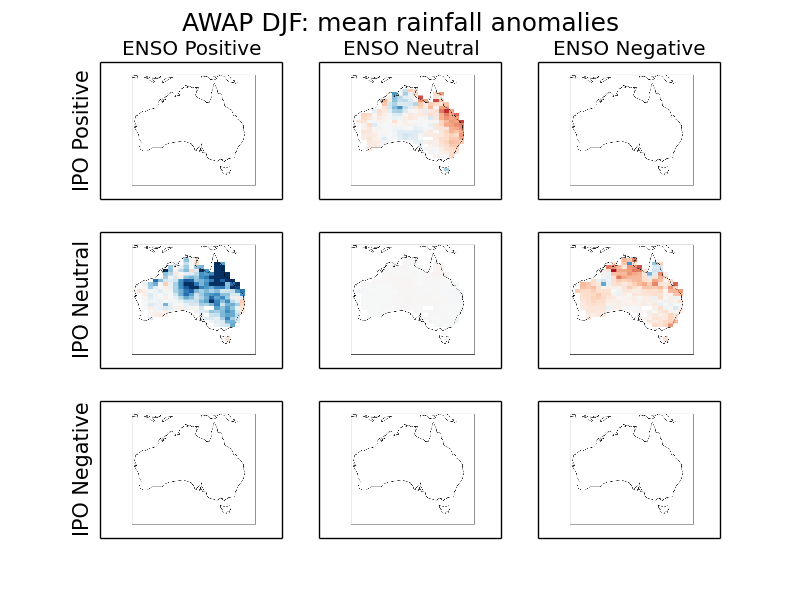 AWAP DJF: mean rainfall anomalies
ENSO Positive
ENSO Neutral
ENSO Negative
IPO Positive
IPO Neutral
IPO Negative